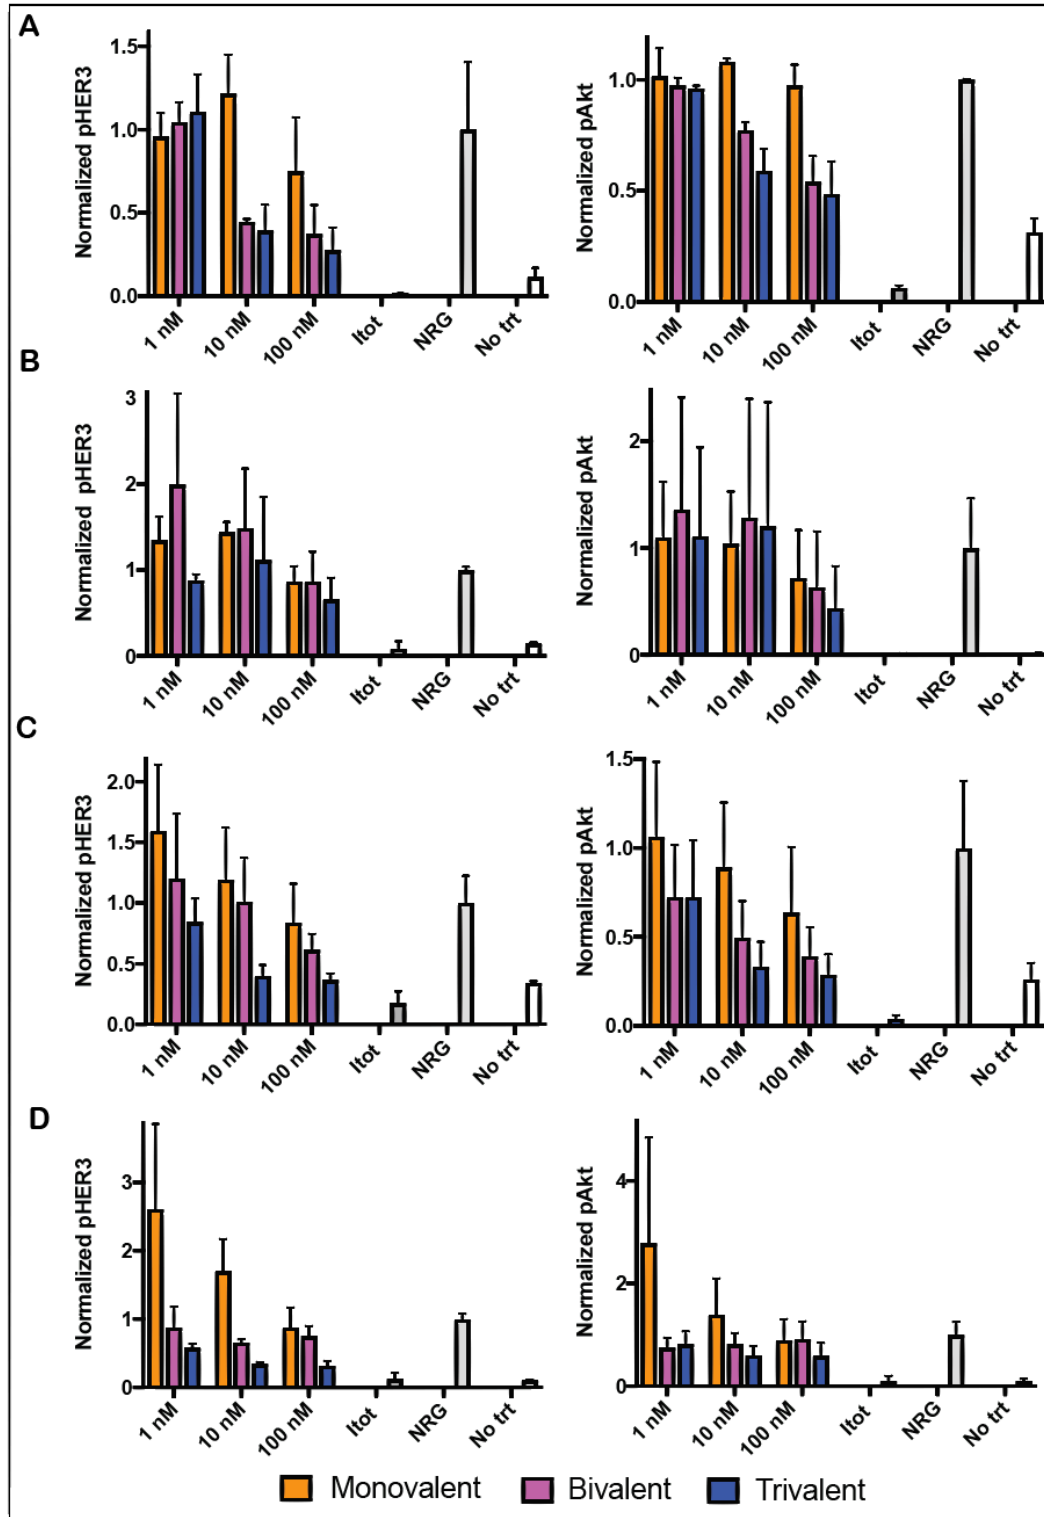 A
Normalized pHER3
1.5
1.0
0.5
0.0
1 nM
10 nM
100 nM
Itot
NRG
No trt
Normalized pAkt
1.0
0.5
0.0
1 nM
10 nM
100 nM
Itot
NRG
No trt
B
Normalized pHER3
3
2
1
0
1 nM
10 nM
100 nM
Itot
NRG
No trt
Normalized pAkt
2
1
0
1 nM
10 nM
100 nM
Itot
NRG
No trt
C
Normalized pHER3
2.0
1.5
1.0
0.5
0.0
1 nM
10 nM
100 nM
Itot
NRG
No trt
Normalized pAkt
1.5
1.0
0.5
0.0
1 nM
10 nM
100 nM
Itot
NRG
No trt
D
Normalized pHER3
3
2
1
0
1 nM
10 nM
100 nM
Itot
NRG
No trt
Normalized pAkt
4
2
0
1 nM
10 nM
100 nM
Itot
NRG
No trt
Monovalent Bivalent Trivalent